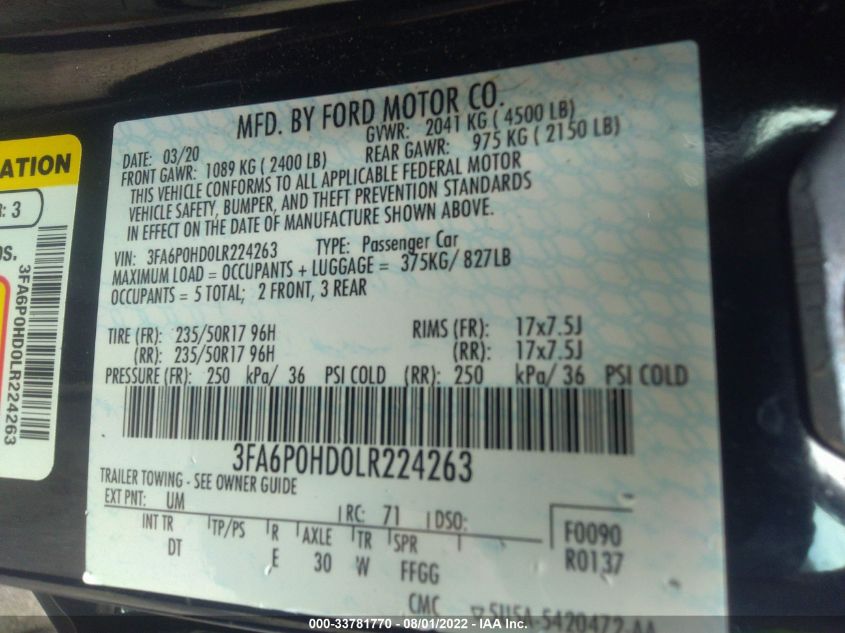 ATION
: 3
OS.
3FA6P0HD0LR224263
MFD. BY FORD MOTOR CO.
DATE: 03/20 GVWR: 2041 KG ( 4500 LB)
FRONT GAWR: 1089 KG ( 2400 LB) REAR GAWR: 975 KG ( 2150 LB)
THIS VEHICLE CONFORMS TO ALL APPLICABLE FEDERAL MOTOR
VEHICLE SAFETY, BUMPER, AND THEFT PREVENTION STANDARDS
IN EFFECT ON THE DATE OF MANUFACTURE SHOWN ABOVE.
VIN: 3FA6P0HD0LR224263 TYPE: Passenger Car
MAXIMUM LOAD = OCCUPANTS + LUGGAGE = 375KG/ 827LB
OCCUPANTS = 5 TOTAL; 2 FRONT, 3 REAR
TIRE (FR): 235/50R17 96H RIMS (FR): 17x7.5J
(RR): 235/50R17 96H (RR): 17x7.5J
PRESSURE (FR): 250 kPa/ 36 PSI COLD (RR): 250 kPa/ 36 PSI COLD
3FA6P0HD0LR224263
TRAILER TOWING - SEE OWNER GUIDE
EXT PNT: UM RC: 71 DSO:
INT TR TP/PS R AXLE TR SPR F0090
DT E 30 W FFGG R0137
CMC
000-33781770 - 08/01/2022 - IAA Inc.